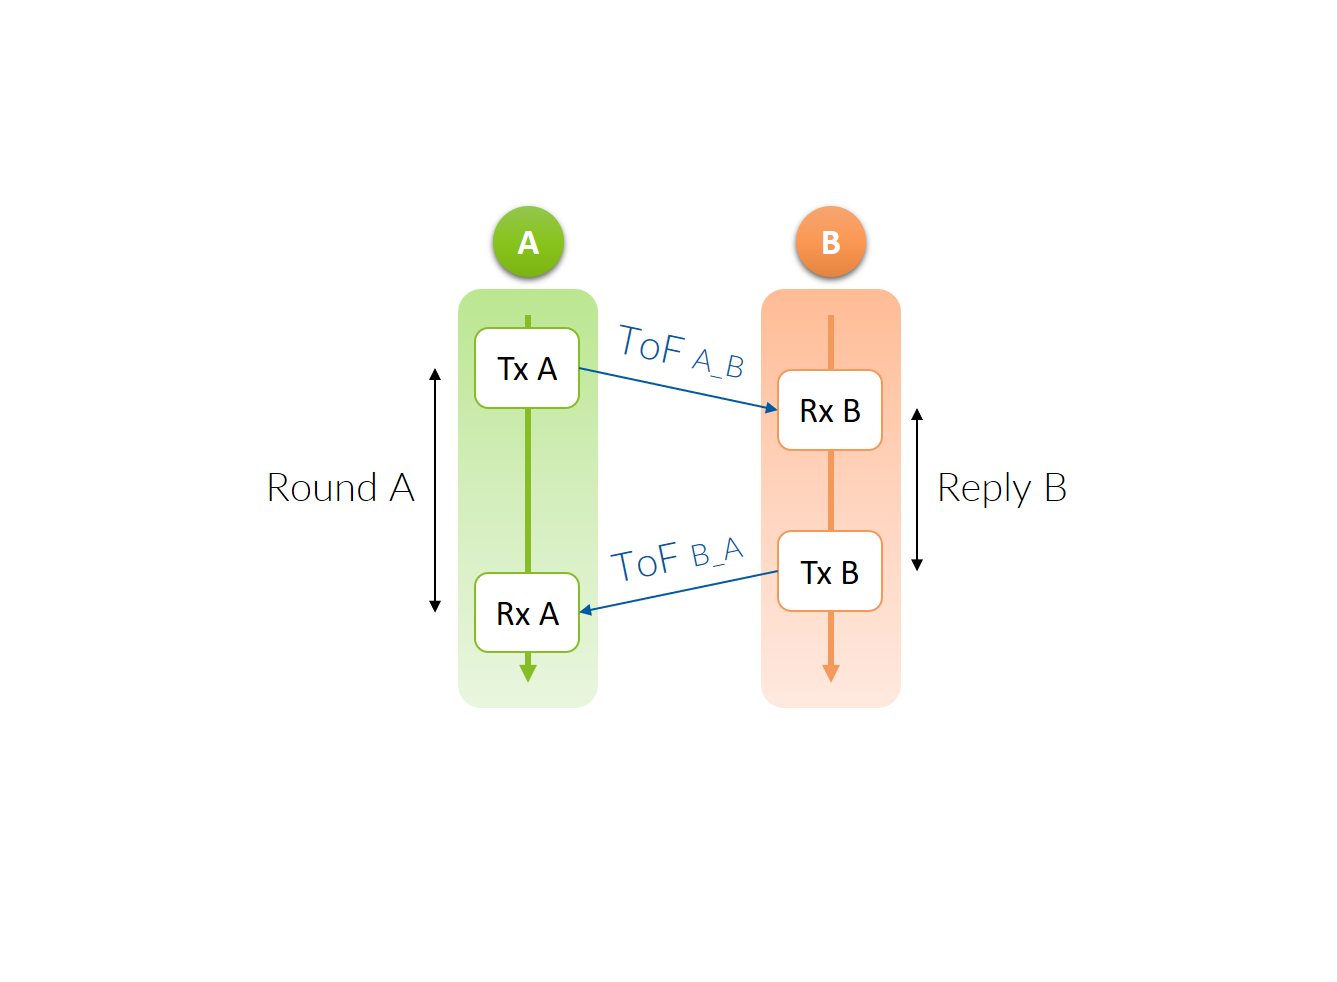 A
B
Tx A
ToF A_B
Rx B
Round A
Reply B
ToF B_A
Tx B
Rx A